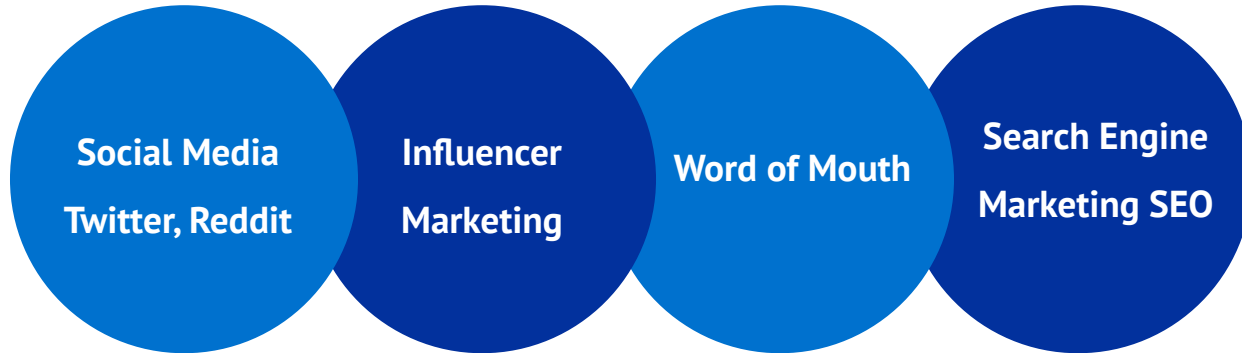 Social Media
Twitter, Reddit
Influencer
Marketing
Word of Mouth
Search Engine
Marketing SEO